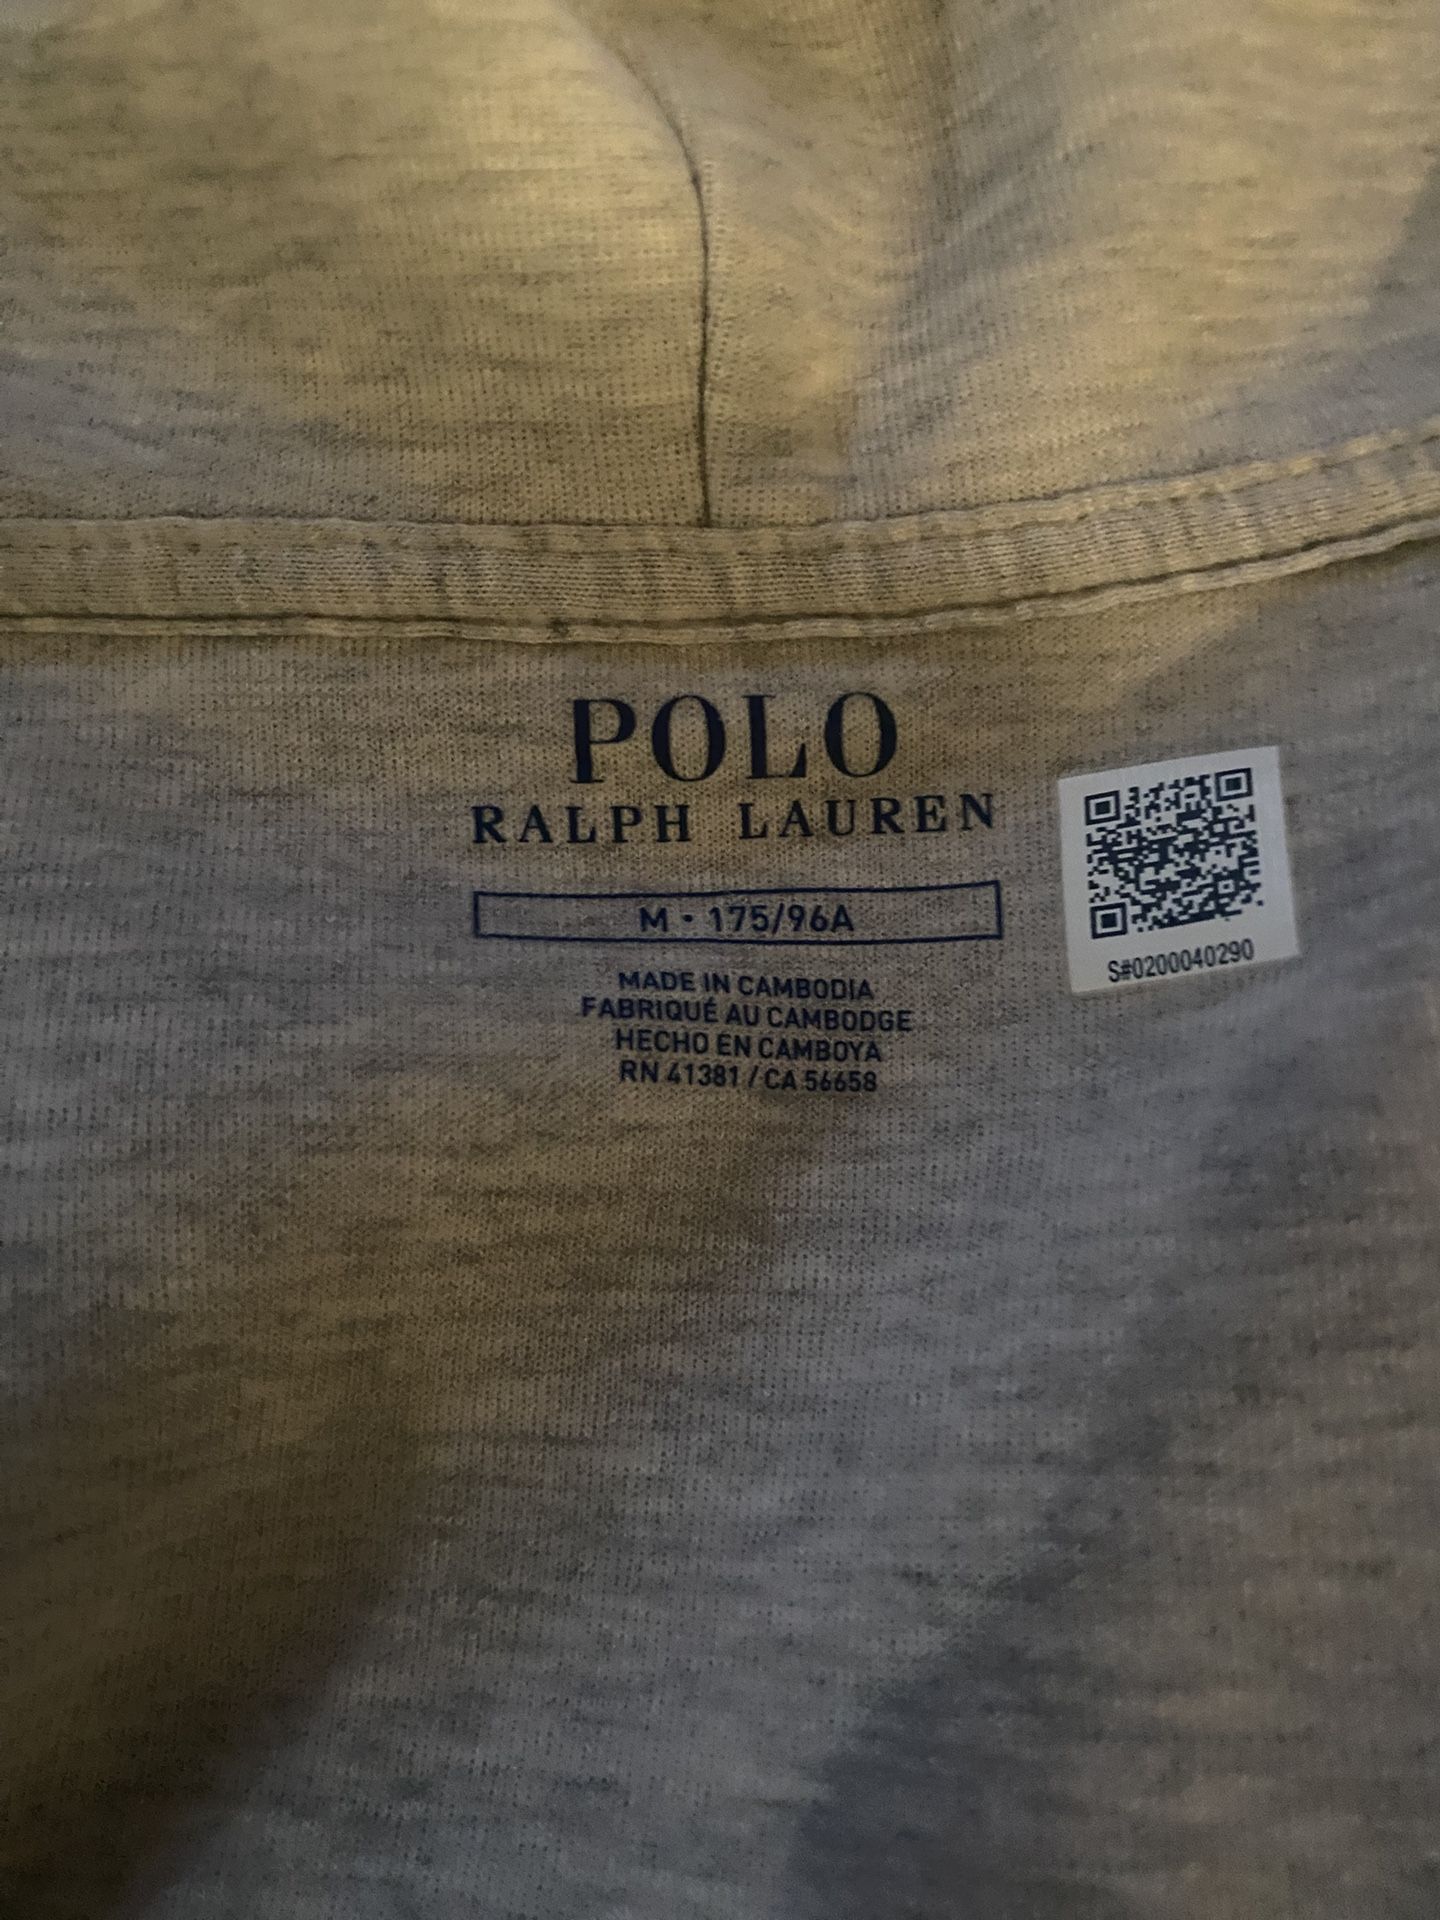 POLO
RALPH LAUREN
M • 175/96A
MADE IN CAMBODIA
FABRIQUÉ AU CAMBODGE
HECHO EN CAMBOYA
RN 41381 / CA 56658
S#0200040290